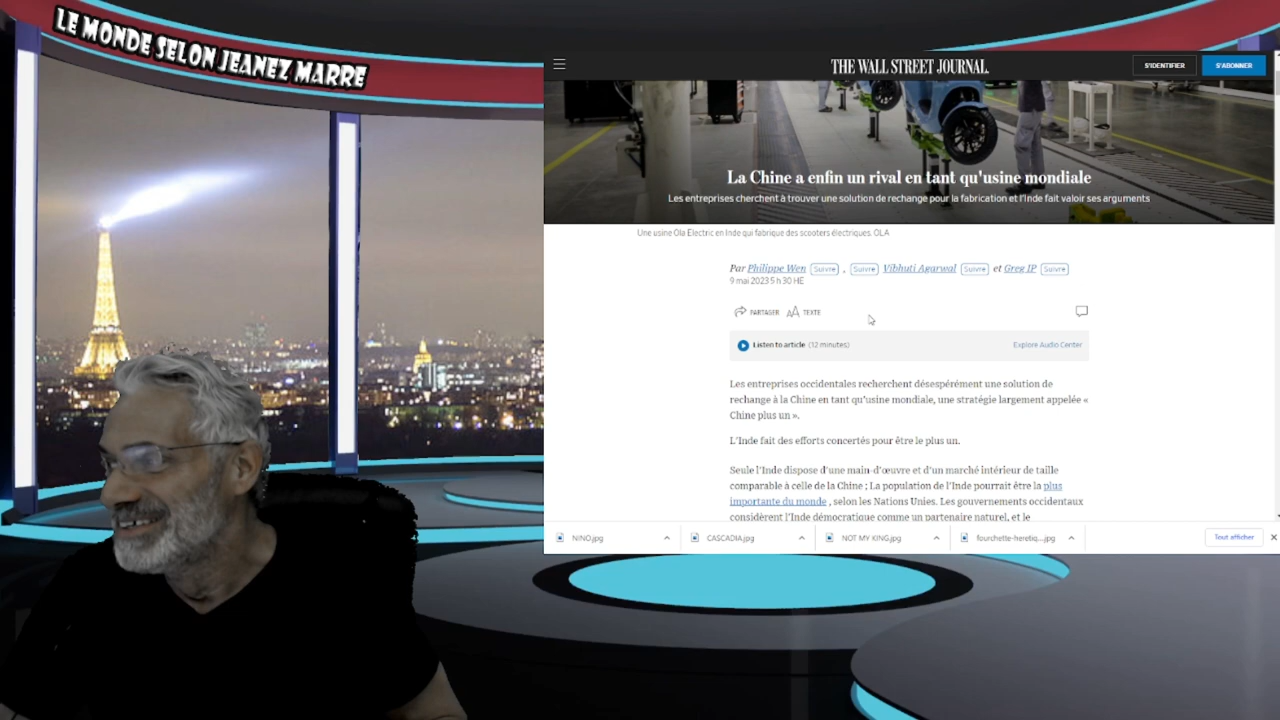 LE MONDE SELON JEANEZ MARRE
THE WALL STREET JOURNAL.
S'IDENTIFIER
S'ABONNER
La Chine a enfin un rival en tant qu'usine mondiale
Les entreprises cherchent à trouver une solution de rechange pour la fabrication et l'Inde fait valoir ses arguments
Une usine Ola Electric en Inde qui fabrique des scooters électriques. OLA
Par Philippe Wen Suivre , Suivre Vibhuti Agarwal Suivre et Greg IP Suivre
9 mai 2023 5 h 30 HE
PARTAGER AA TEXTE
Listen to article (12 minutes)
Explore Audio Center
Les entreprises occidentales recherchent désespérément une solution de
rechange à la Chine en tant qu'usine mondiale, une stratégie largement appelée «
Chine plus un ».
L'Inde fait des efforts concertés pour être le plus un.
Seule l'Inde dispose d'une main-d'œuvre et d'un marché intérieur de taille
comparable à celle de la Chine ; La population de l'Inde pourrait être la plus
importante du monde , selon les Nations Unies. Les gouvernements occidentaux
considèrent l'Inde démocratique comme un partenaire naturel, et le
NINO.jpg
CASCADIA.jpg
NOT MY KING.jpg
fourchette-heretiq....jpg
Tout afficher